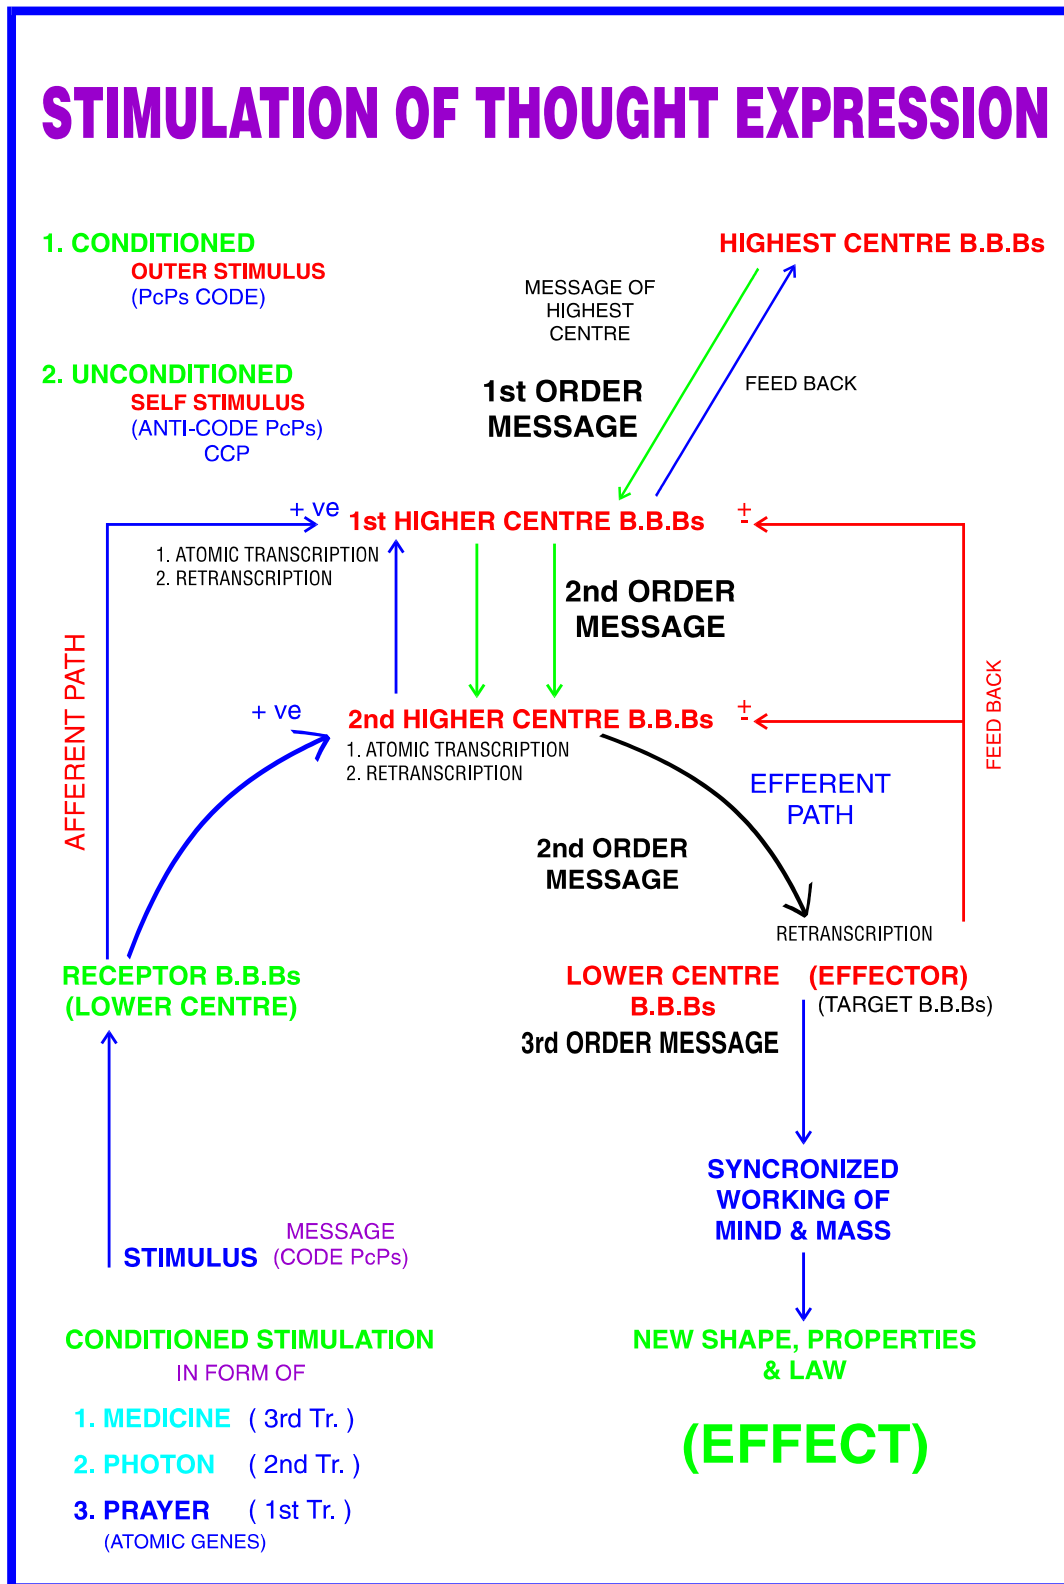 STIMULATION OF THOUGHT EXPRESSION
1. CONDITIONED
OUTER STIMULUS
(PcPs CODE)
2. UNCONDITIONED
SELF STIMULUS
(ANTI-CODE PcPs)
CCP
HIGHEST CENTRE B.B.Bs
MESSAGE OF
HIGHEST
CENTRE
1st ORDER
MESSAGE
FEED BACK
+ ve
1st HIGHER CENTRE B.B.Bs
+
-
1. ATOMIC TRANSCRIPTION
2. RETRANSCRIPTION
2nd ORDER
MESSAGE
AFFERENT PATH
+ ve
2nd HIGHER CENTRE B.B.Bs
+
-
1. ATOMIC TRANSCRIPTION
2. RETRANSCRIPTION
FEED BACK
EFFERENT
PATH
2nd ORDER
MESSAGE
RETRANSCRIPTION
RECEPTOR B.B.Bs
(LOWER CENTRE)
LOWER CENTRE (EFFECTOR)
B.B.Bs (TARGET B.B.Bs)
3rd ORDER MESSAGE
SYNCRONIZED
WORKING OF
MIND & MASS
STIMULUS
MESSAGE
(CODE PcPs)
CONDITIONED STIMULATION
IN FORM OF
1. MEDICINE ( 3rd Tr. )
2. PHOTON ( 2nd Tr. )
3. PRAYER ( 1st Tr. )
(ATOMIC GENES)
NEW SHAPE, PROPERTIES
& LAW
(EFFECT)